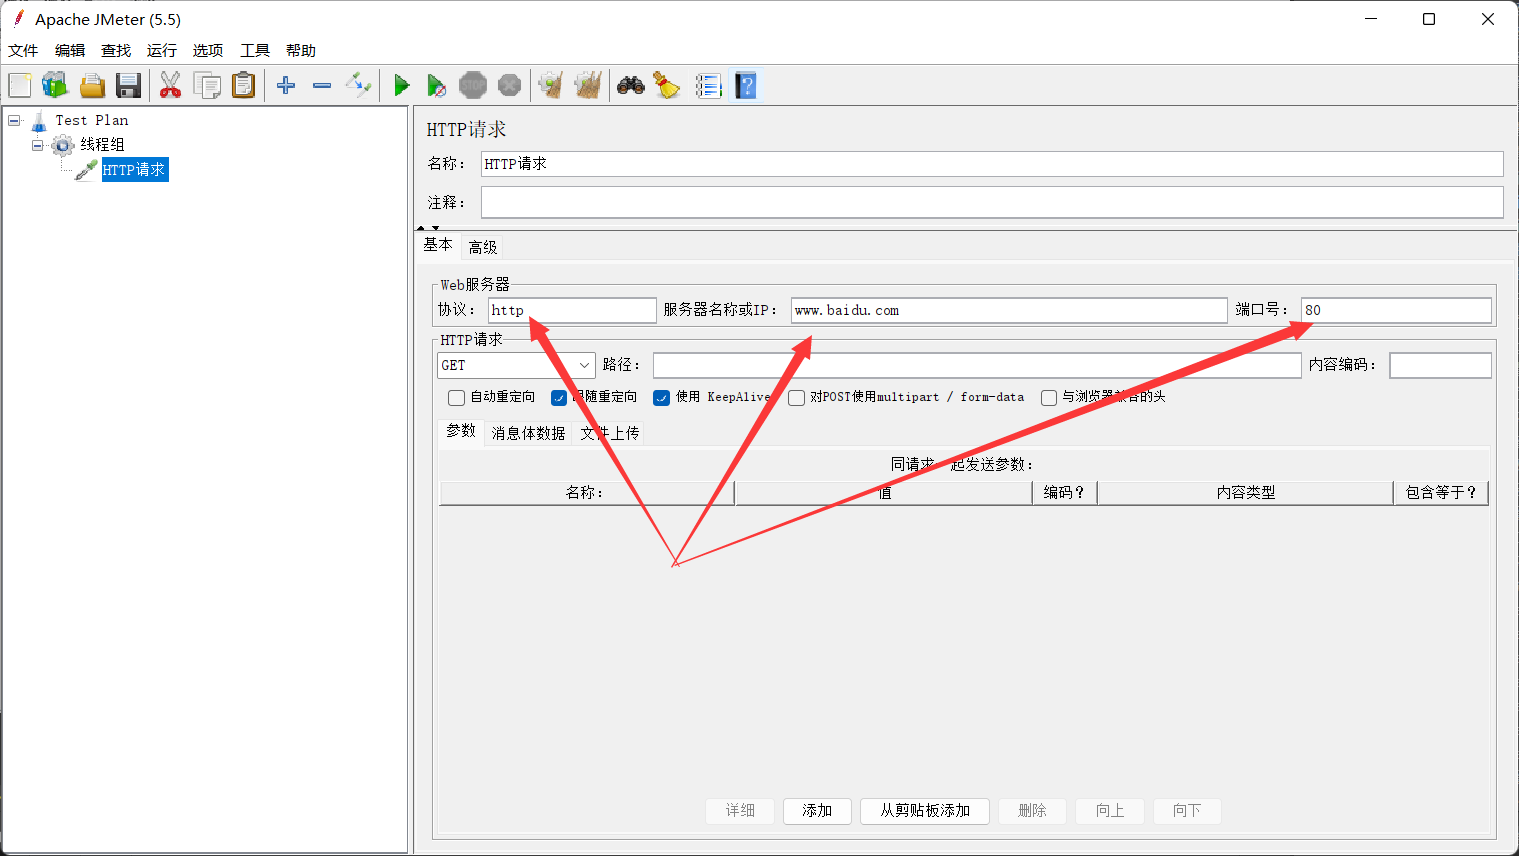 Apache JMeter (5.5)
文件 编辑 查找 运行 选项 工具 帮助
STOP
Test Plan
线程组
HTTP请求
HTTP请求
名称： HTTP请求
注释：
基本 高级
Web服务器
协议： http 服务器名称或IP： www.baidu.com 端口号： 80
HTTP请求
GET 路径： 内容编码：
自动重定向 跟随重定向 使用 KeepAlive 对POST使用multipart / form-data 与浏览器兼容的头
参数 消息体数据 文件上传
同请求一起发送参数：
名称： 值 编码？ 内容类型 包含等于？
详细 添加 从剪贴板添加 删除 向上 向下